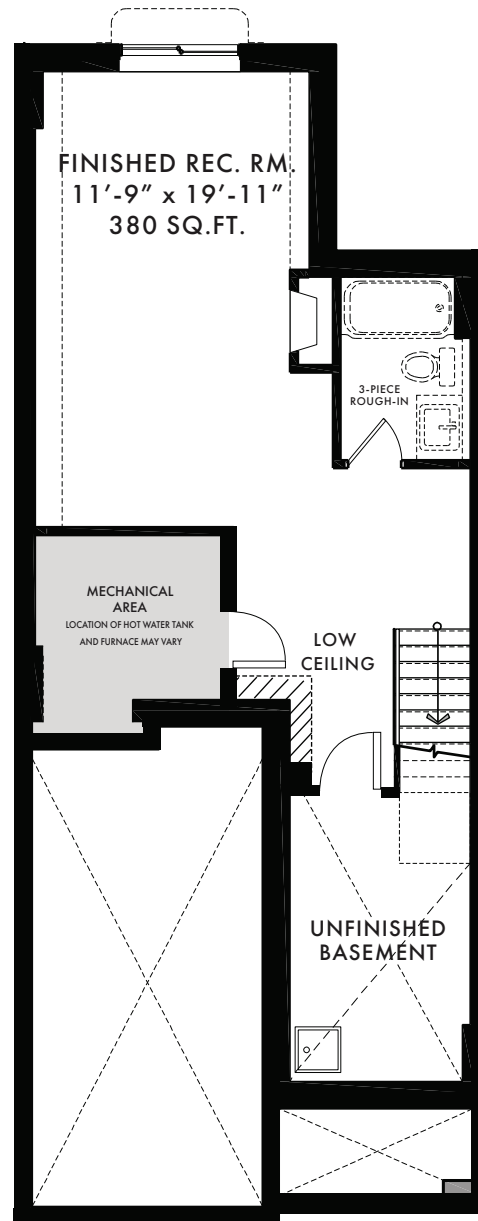 FINISHED REC. RM.
11′-9″ x 19′-11″
380 SQ.FT.
3-PIECE
ROUGH-IN
MECHANICAL
AREA
LOCATION OF HOT WATER TANK
AND FURNACE MAY VARY
LOW
CEILING
UNFINISHED
BASEMENT